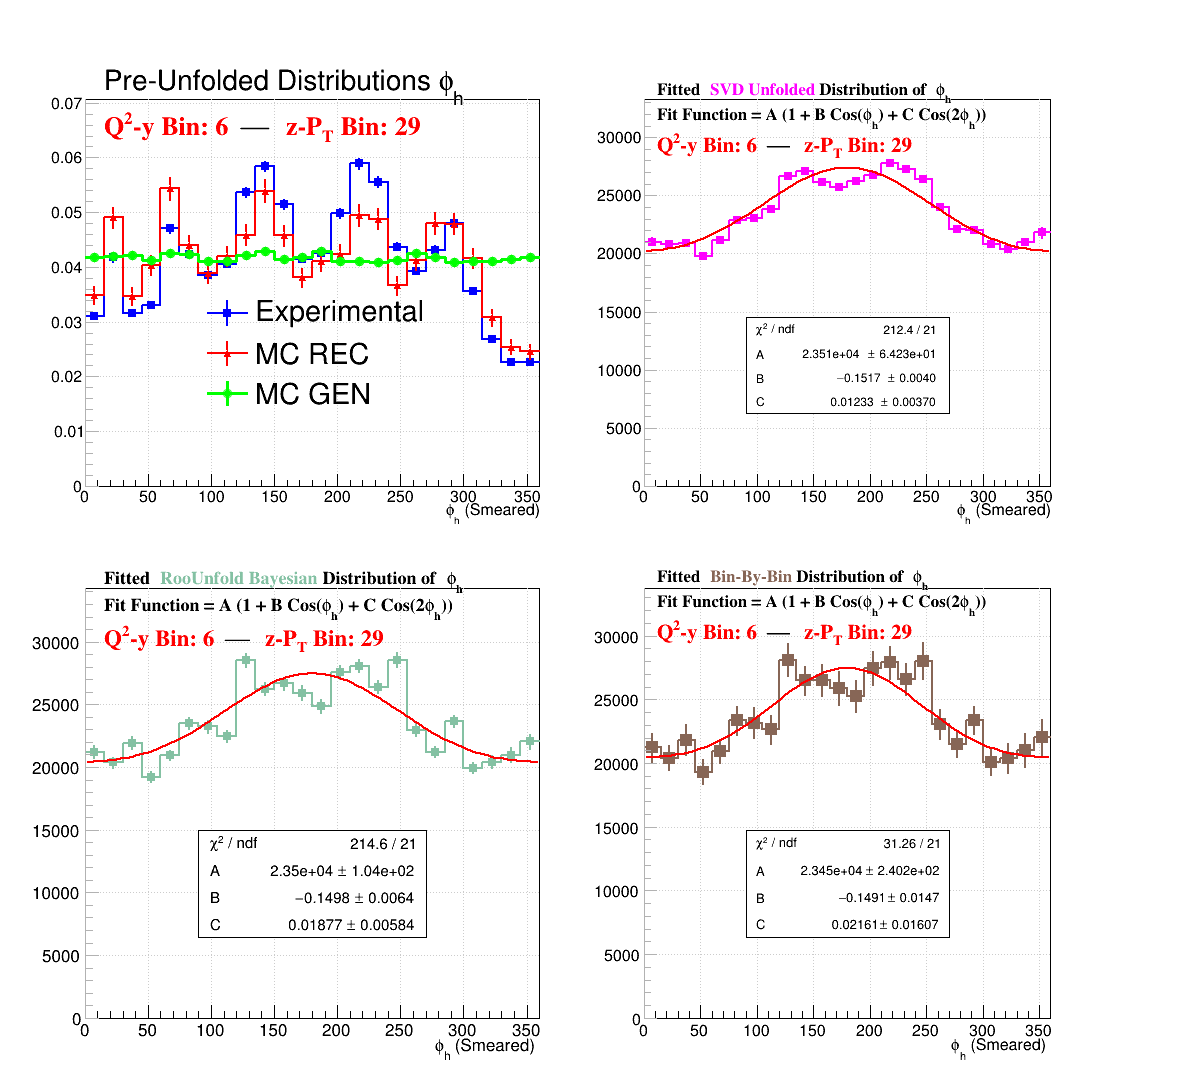 Pre-Unfolded Distributions ϕh
Q2-y Bin: 6 — z-PT Bin: 29
0.07
0.06
0.05
0.04
0.03
0.02
0.01
0
Experimental
MC REC
MC GEN
0 50 100 150 200 250 300 350
ϕh (Smeared)
Fitted SVD Unfolded Distribution of ϕh
Fit Function = A (1 + B Cos(ϕh) + C Cos(2ϕh))
Q2-y Bin: 6 — z-PT Bin: 29
30000
25000
20000
15000
10000
5000
0
χ2 / ndf 212.4 / 21
A 2.351e+04 ± 6.423e+01
B −0.1517 ± 0.0040
C 0.01233 ± 0.00370
0 50 100 150 200 250 300 350
ϕh (Smeared)
Fitted RooUnfold Bayesian Distribution of ϕh
Fit Function = A (1 + B Cos(ϕh) + C Cos(2ϕh))
Q2-y Bin: 6 — z-PT Bin: 29
30000
25000
20000
15000
10000
5000
0
χ2 / ndf 214.6 / 21
A 2.35e+04 ± 1.04e+02
B −0.1498 ± 0.0064
C 0.01877 ± 0.00584
0 50 100 150 200 250 300 350
ϕh (Smeared)
Fitted Bin-By-Bin Distribution of ϕh
Fit Function = A (1 + B Cos(ϕh) + C Cos(2ϕh))
Q2-y Bin: 6 — z-PT Bin: 29
30000
25000
20000
15000
10000
5000
0
χ2 / ndf 31.26 / 21
A 2.345e+04 ± 2.402e+02
B −0.1491 ± 0.0147
C 0.02161 ± 0.01607
0 50 100 150 200 250 300 350
ϕh (Smeared)